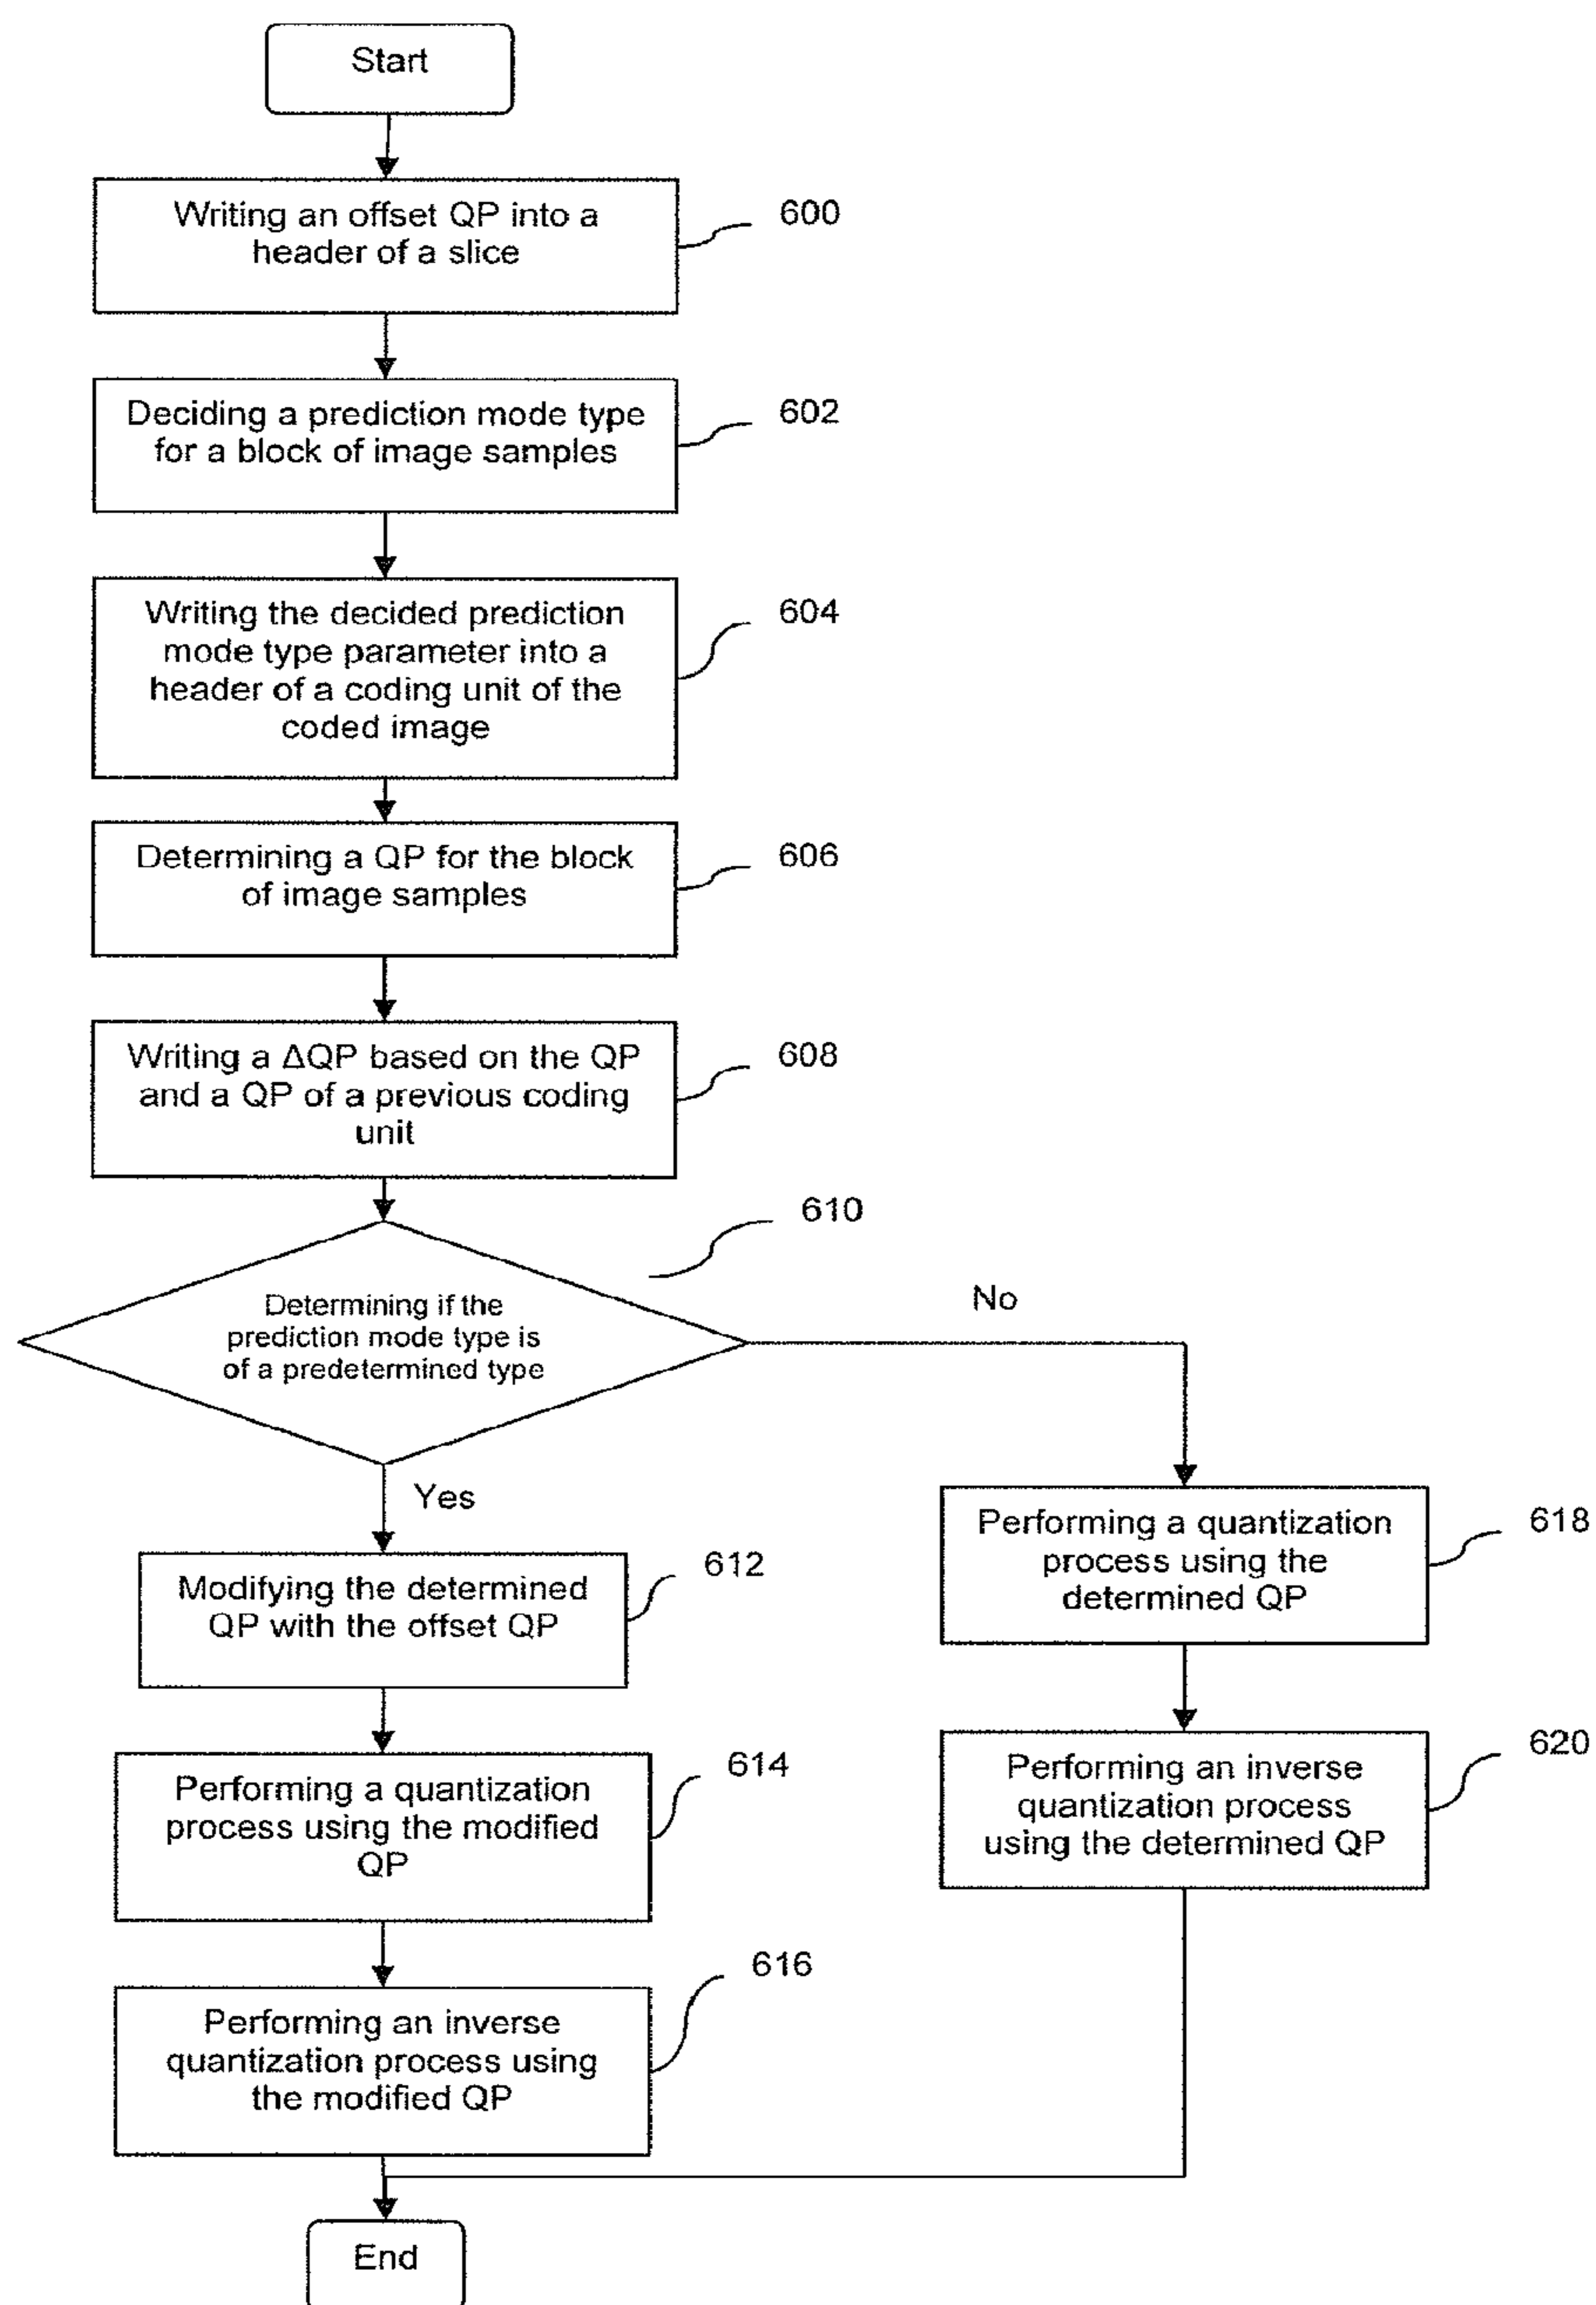 Start
Writing an offset QP into a
header of a slice
600
Deciding a prediction mode type
for a block of image samples
602
Writing the decided prediction
mode type parameter into a
header of a coding unit of the
coded image
604
Determining a QP for the block
of image samples
606
Writing a ΔQP based on the QP
and a QP of a previous coding
unit
608
610
Determining if the
prediction mode type is
of a predetermined type
No
Yes
Modifying the determined
QP with the offset QP
612
Performing a quantization
process using the modified
QP
614
Performing an inverse
quantization process using
the modified QP
616
Performing a quantization
process using the
determined QP
618
Performing an inverse
quantization process
using the determined QP
620
End